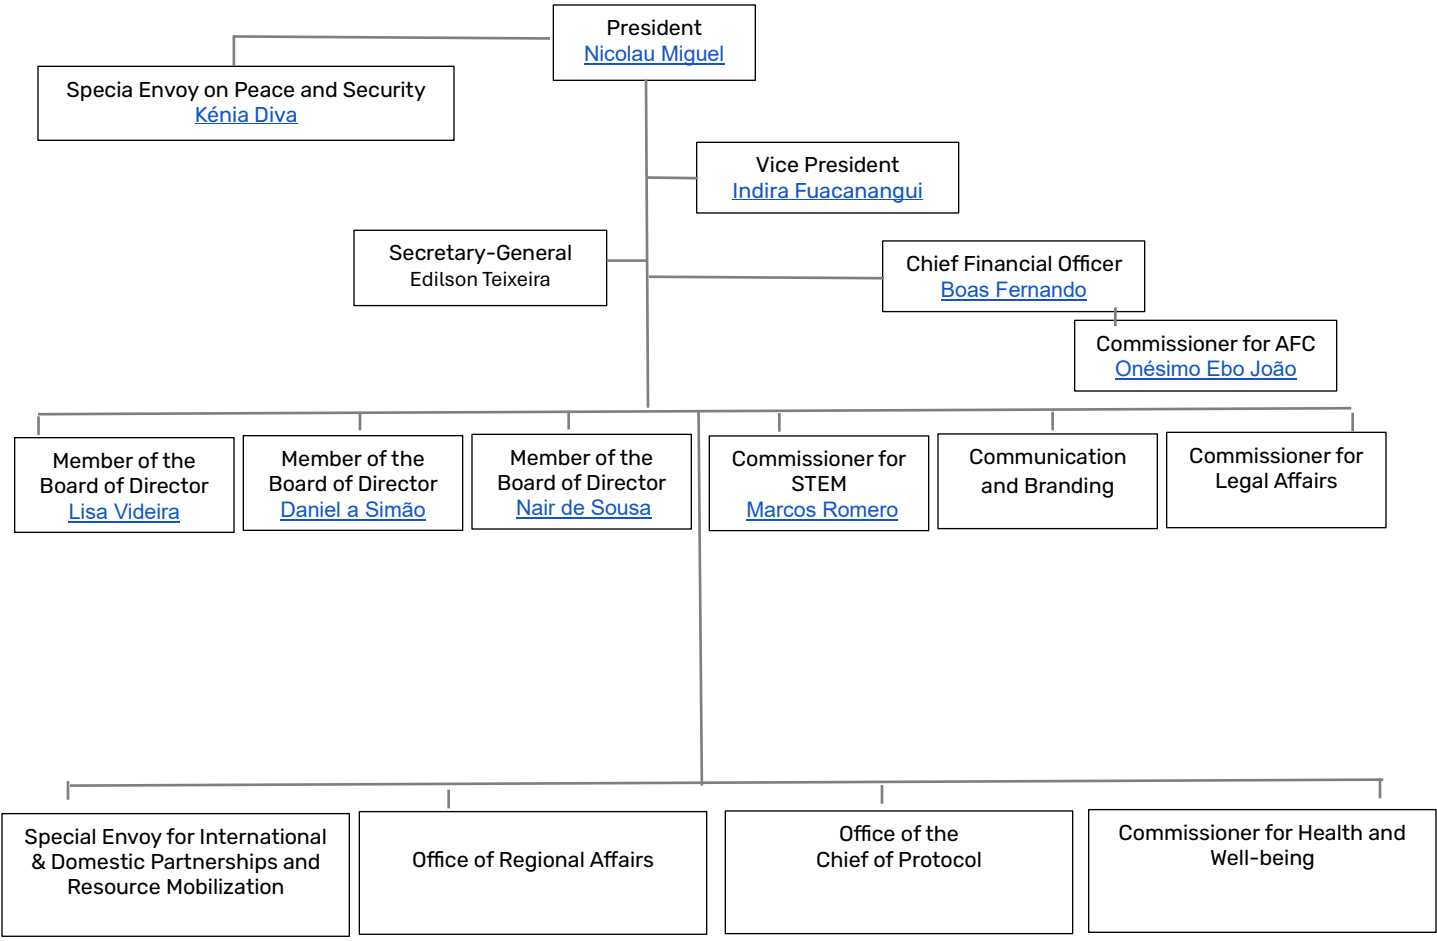 President
Nicolau Miguel
Specia Envoy on Peace and Security
Kénia Diva
Vice President
Indira Fuacanangui
Secretary-General
Edilson Teixeira
Chief Financial Officer
Boas Fernando
Commissioner for AFC
Onésimo Ebo João
Member of the
Board of Director
Lisa Videira
Member of the
Board of Director
Daniel a Simão
Member of the
Board of Director
Nair de Sousa
Commissioner for
STEM
Marcos Romero
Communication
and Branding
Commissioner for
Legal Affairs
Special Envoy for International
& Domestic Partnerships and
Resource Mobilization
Office of Regional Affairs
Office of the
Chief of Protocol
Commissioner for Health and
Well-being